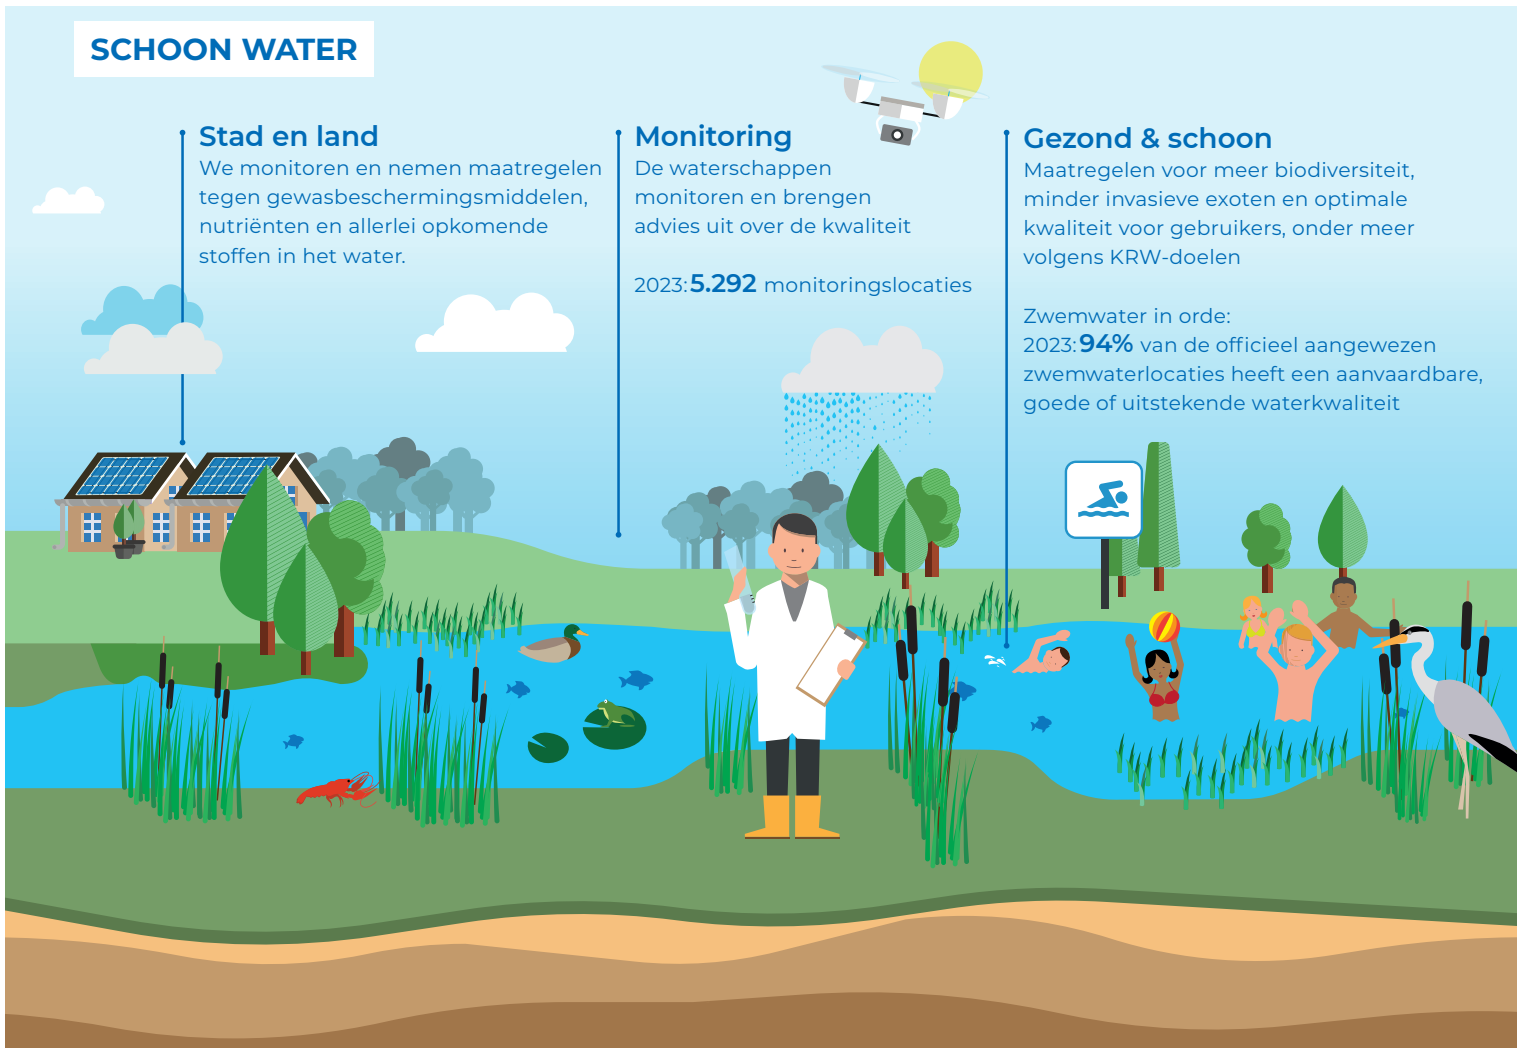 SCHOON WATER
Stad en land
We monitoren en nemen maatregelen
tegen gewasbeschermingsmiddelen,
nutriënten en allerlei opkomende
stoffen in het water.
Monitoring
De waterschappen
monitoren en brengen
advies uit over de kwaliteit
2023: 5.292 monitoringslocaties
Gezond & schoon
Maatregelen voor meer biodiversiteit,
minder invasieve exoten en optimale
kwaliteit voor gebruikers, onder meer
volgens KRW-doelen
Zwemwater in orde:
2023: 94% van de officieel aangewezen
zwemwaterlocaties heeft een aanvaardbare,
goede of uitstekende waterkwaliteit